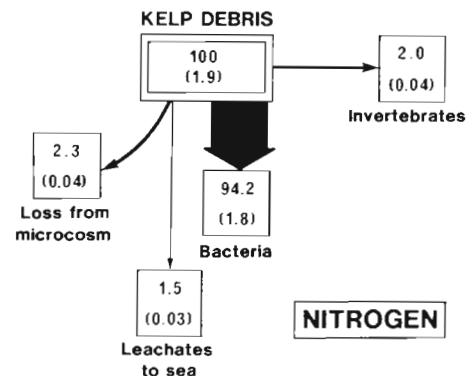 KELP DEBRIS
100
(1.9)
2.0
(0.04)
Invertebrates
2.3
(0.04)
Loss from
microcosm
94.2
(1.8)
Bacteria
1.5
(0.03)
Leachates
to sea
NITROGEN